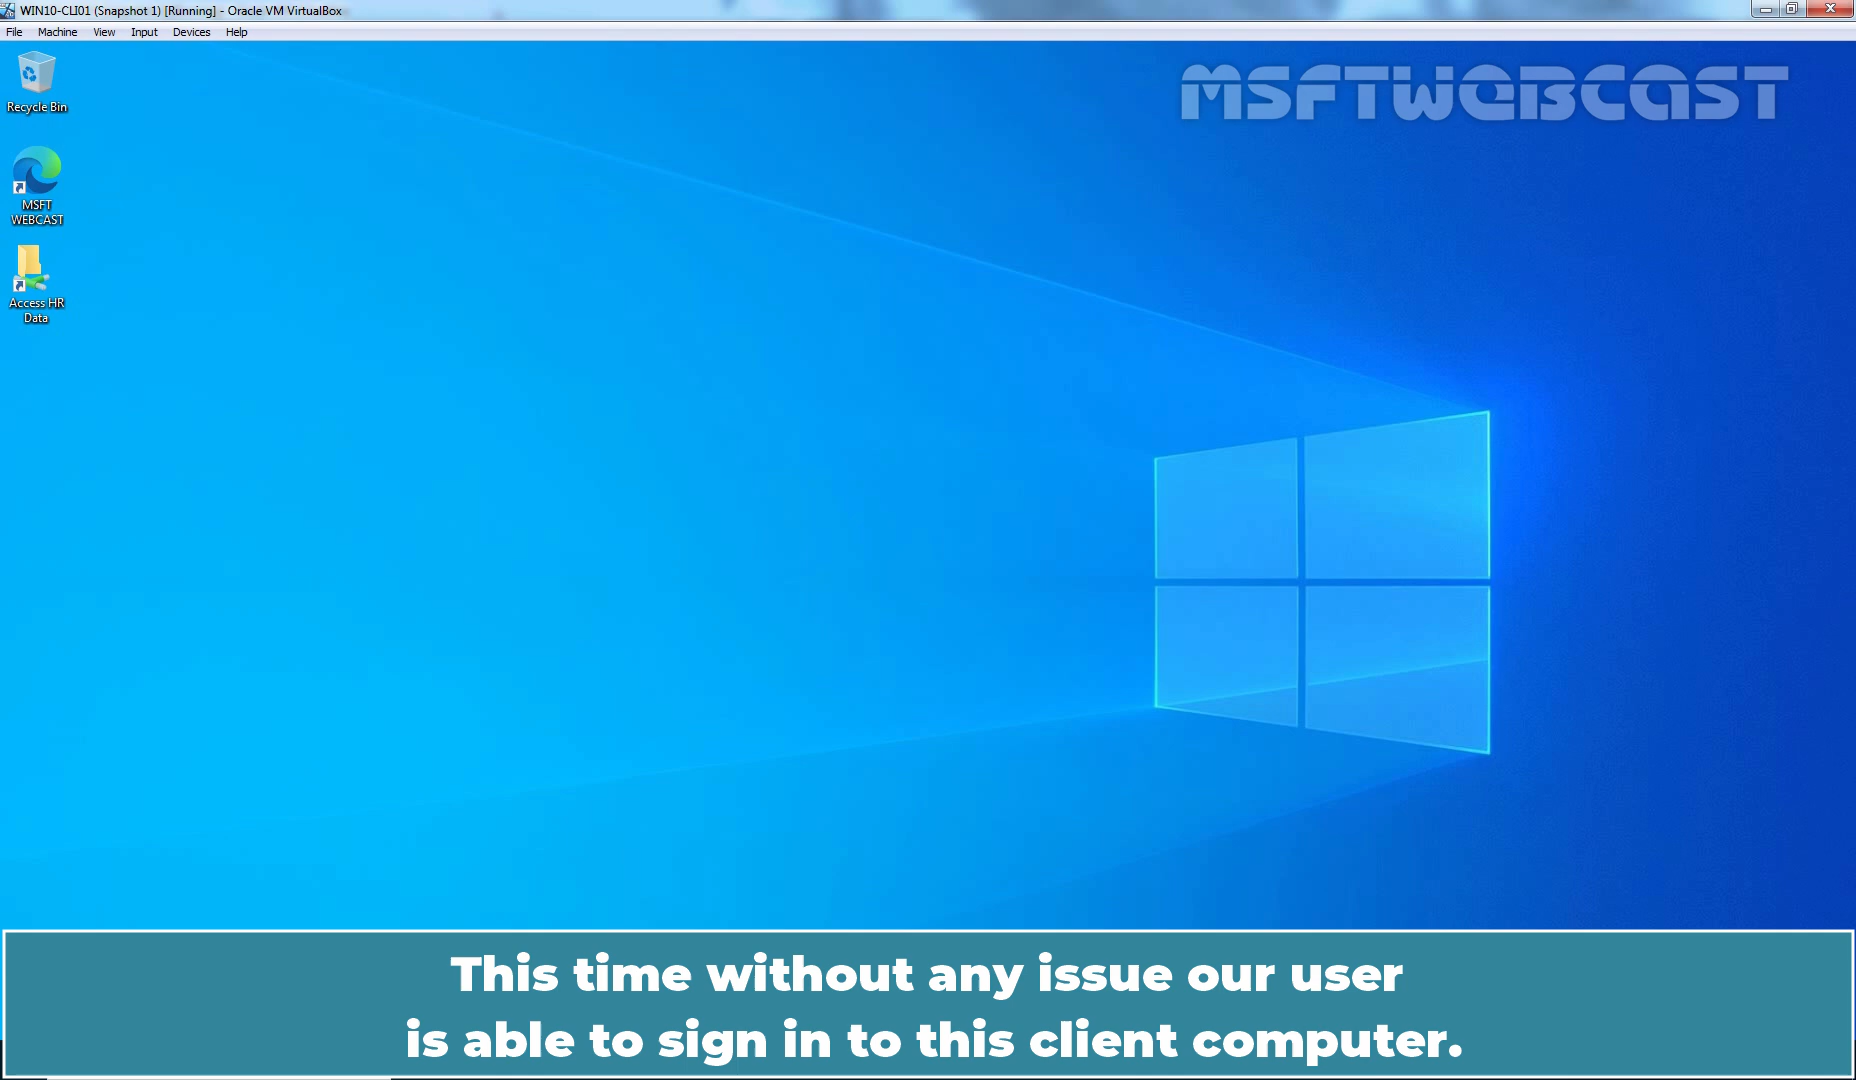 WIN10-CLI01 (Snapshot 1) [Running] - Oracle VM VirtualBox
File Machine View Input Devices Help
MSFTWEBCAST
Recycle Bin
MSFT
WEBCAST
Access HR
Data
This time without any issue our user
is able to sign in to this client computer.